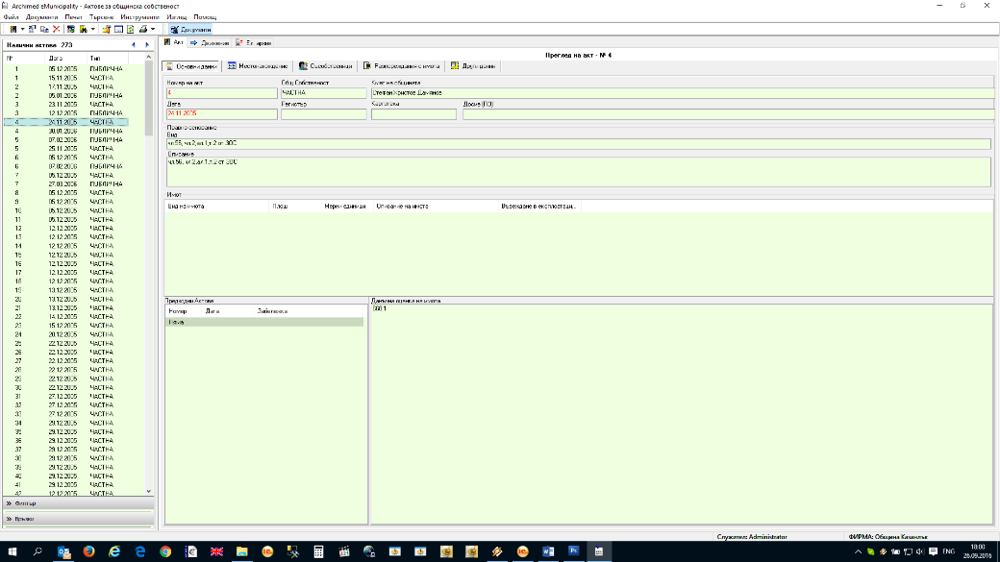 Archimed eMunicipality - Актове за общинска собственост
Файл Документи Печат Търсене Инструменти Изглед Помощ
Документи
Налични актова 273
№ Дата Тип
1 05.12.2005 ПУБЛИЧНА
1 15.11.2005 ЧАСТНА
2 17.11.2005 ЧАСТНА
2 05.01.2006 ПУБЛИЧНА
3 23.11.2005 ЧАСТНА
3 12.12.2005 ПУБЛИЧНА
4 24.11.2005 ЧАСТНА
4 30.01.2006 ПУБЛИЧНА
5 07.02.2006 ПУБЛИЧНА
5 25.11.2005 ЧАСТНА
6 05.12.2005 ЧАСТНА
6 07.02.2006 ПУБЛИЧНА
7 05.12.2005 ЧАСТНА
7 27.03.2006 ПУБЛИЧНА
8 05.12.2005 ЧАСТНА
9 05.12.2005 ЧАСТНА
10 05.12.2005 ЧАСТНА
11 05.12.2005 ЧАСТНА
12 12.12.2005 ЧАСТНА
13 12.12.2005 ЧАСТНА
14 12.12.2005 ЧАСТНА
15 12.12.2005 ЧАСТНА
16 12.12.2005 ЧАСТНА
17 12.12.2005 ЧАСТНА
18 12.12.2005 ЧАСТНА
19 13.12.2005 ЧАСТНА
20 13.12.2005 ЧАСТНА
21 13.12.2005 ЧАСТНА
22 14.12.2005 ЧАСТНА
23 15.12.2005 ЧАСТНА
24 20.12.2005 ЧАСТНА
25 22.12.2005 ЧАСТНА
26 22.12.2005 ЧАСТНА
27 22.12.2005 ЧАСТНА
28 22.12.2005 ЧАСТНА
29 22.12.2005 ЧАСТНА
30 22.12.2005 ЧАСТНА
31 27.12.2005 ЧАСТНА
32 27.12.2005 ЧАСТНА
33 27.12.2005 ЧАСТНА
34 29.12.2005 ЧАСТНА
35 29.12.2005 ЧАСТНА
36 29.12.2005 ЧАСТНА
37 29.12.2005 ЧАСТНА
38 29.12.2005 ЧАСТНА
39 29.12.2005 ЧАСТНА
40 29.12.2005 ЧАСТНА
41 29.12.2005 ЧАСТНА
42 12.12.2005 ЧАСТНА
Филтър
Връзки
Акт Движение Ел. архив
Преглед на акт - № 4
Основни данни Местонахождение Съсобственици Разпореждания с имота Други данни
Номер на акт Общ.Собственост Кмет на общината
4 ЧАСТНА Стефан Христов Дамянов
Дата Регистър Картотека Досие (ПЗ)
24.11.2005
Правно основание
Вид
чл.56, чл.2,ал.1,т.2 от ЗОС
Описание
чл.56, чл.2,ал.1,т.2 от ЗОС
Имот
Вид на имота Площ Мерни единици Описание на имота Въвеждане в експлоатаци...
Предходни Актове
Номер Дата Забележка
Няма
Данъчна оценка на имота
668.1
Служител: Administrator ФИРМА: Община Казанлък
ENG
18:00
26.09.2016